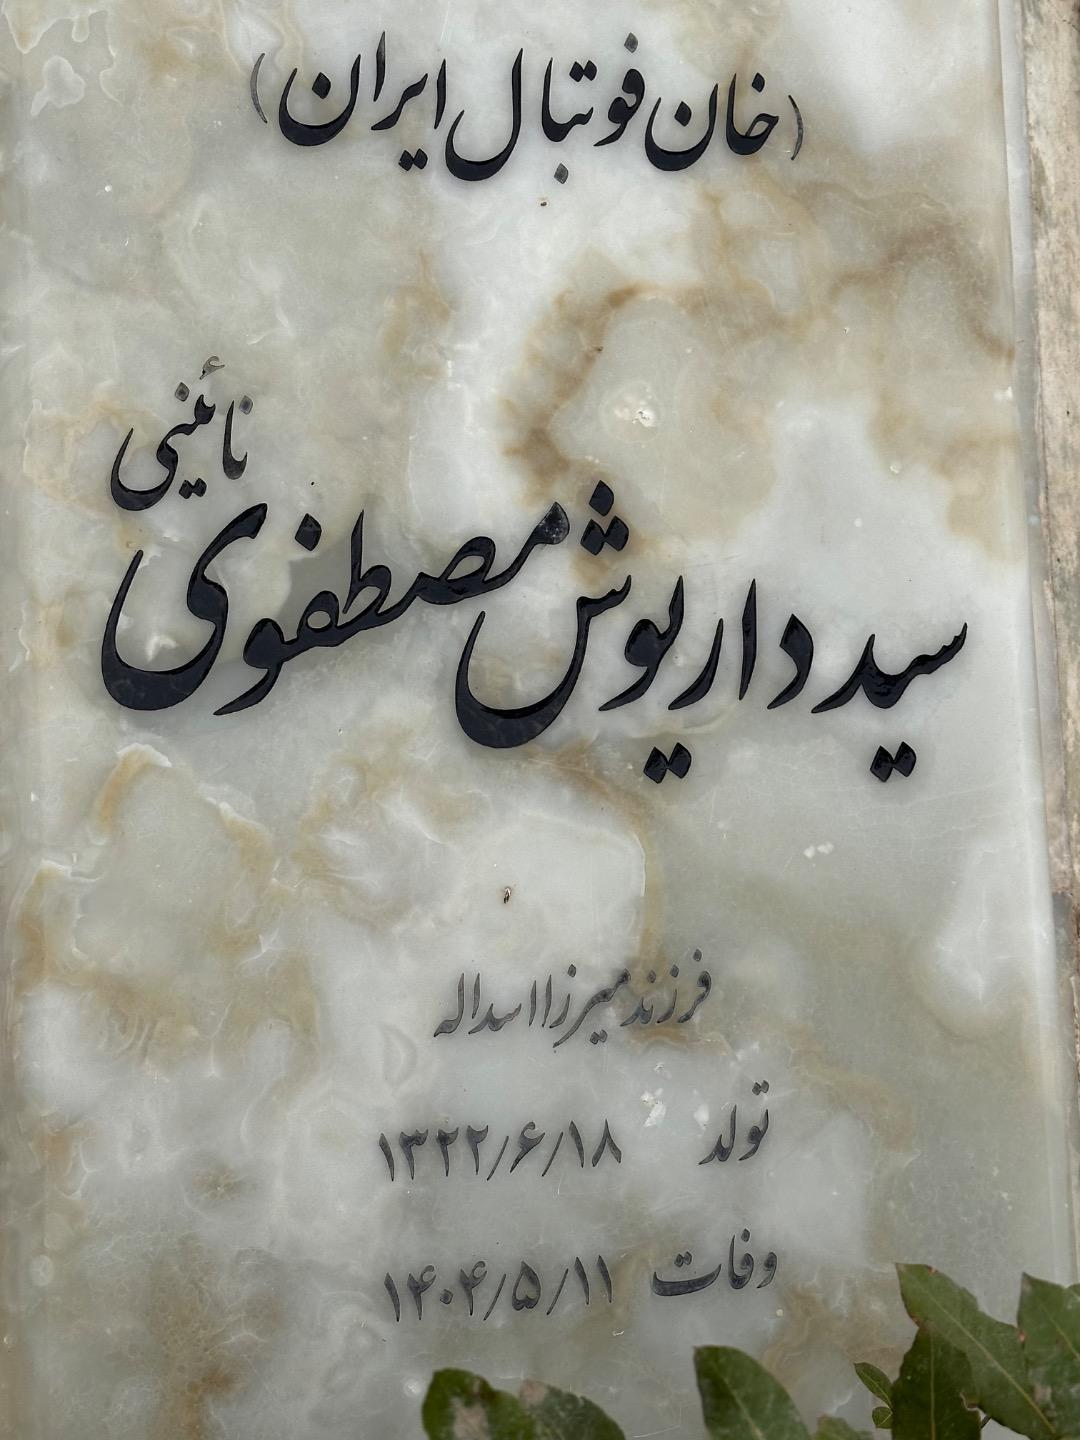 (خان فوتبال ایران)
سید داریوش مصطفوی نائینی
فرزند میرزا اسداله
تولد ۱۳۲۲/۶/۱۸
وفات ۱۴۰۴/۵/۱۱